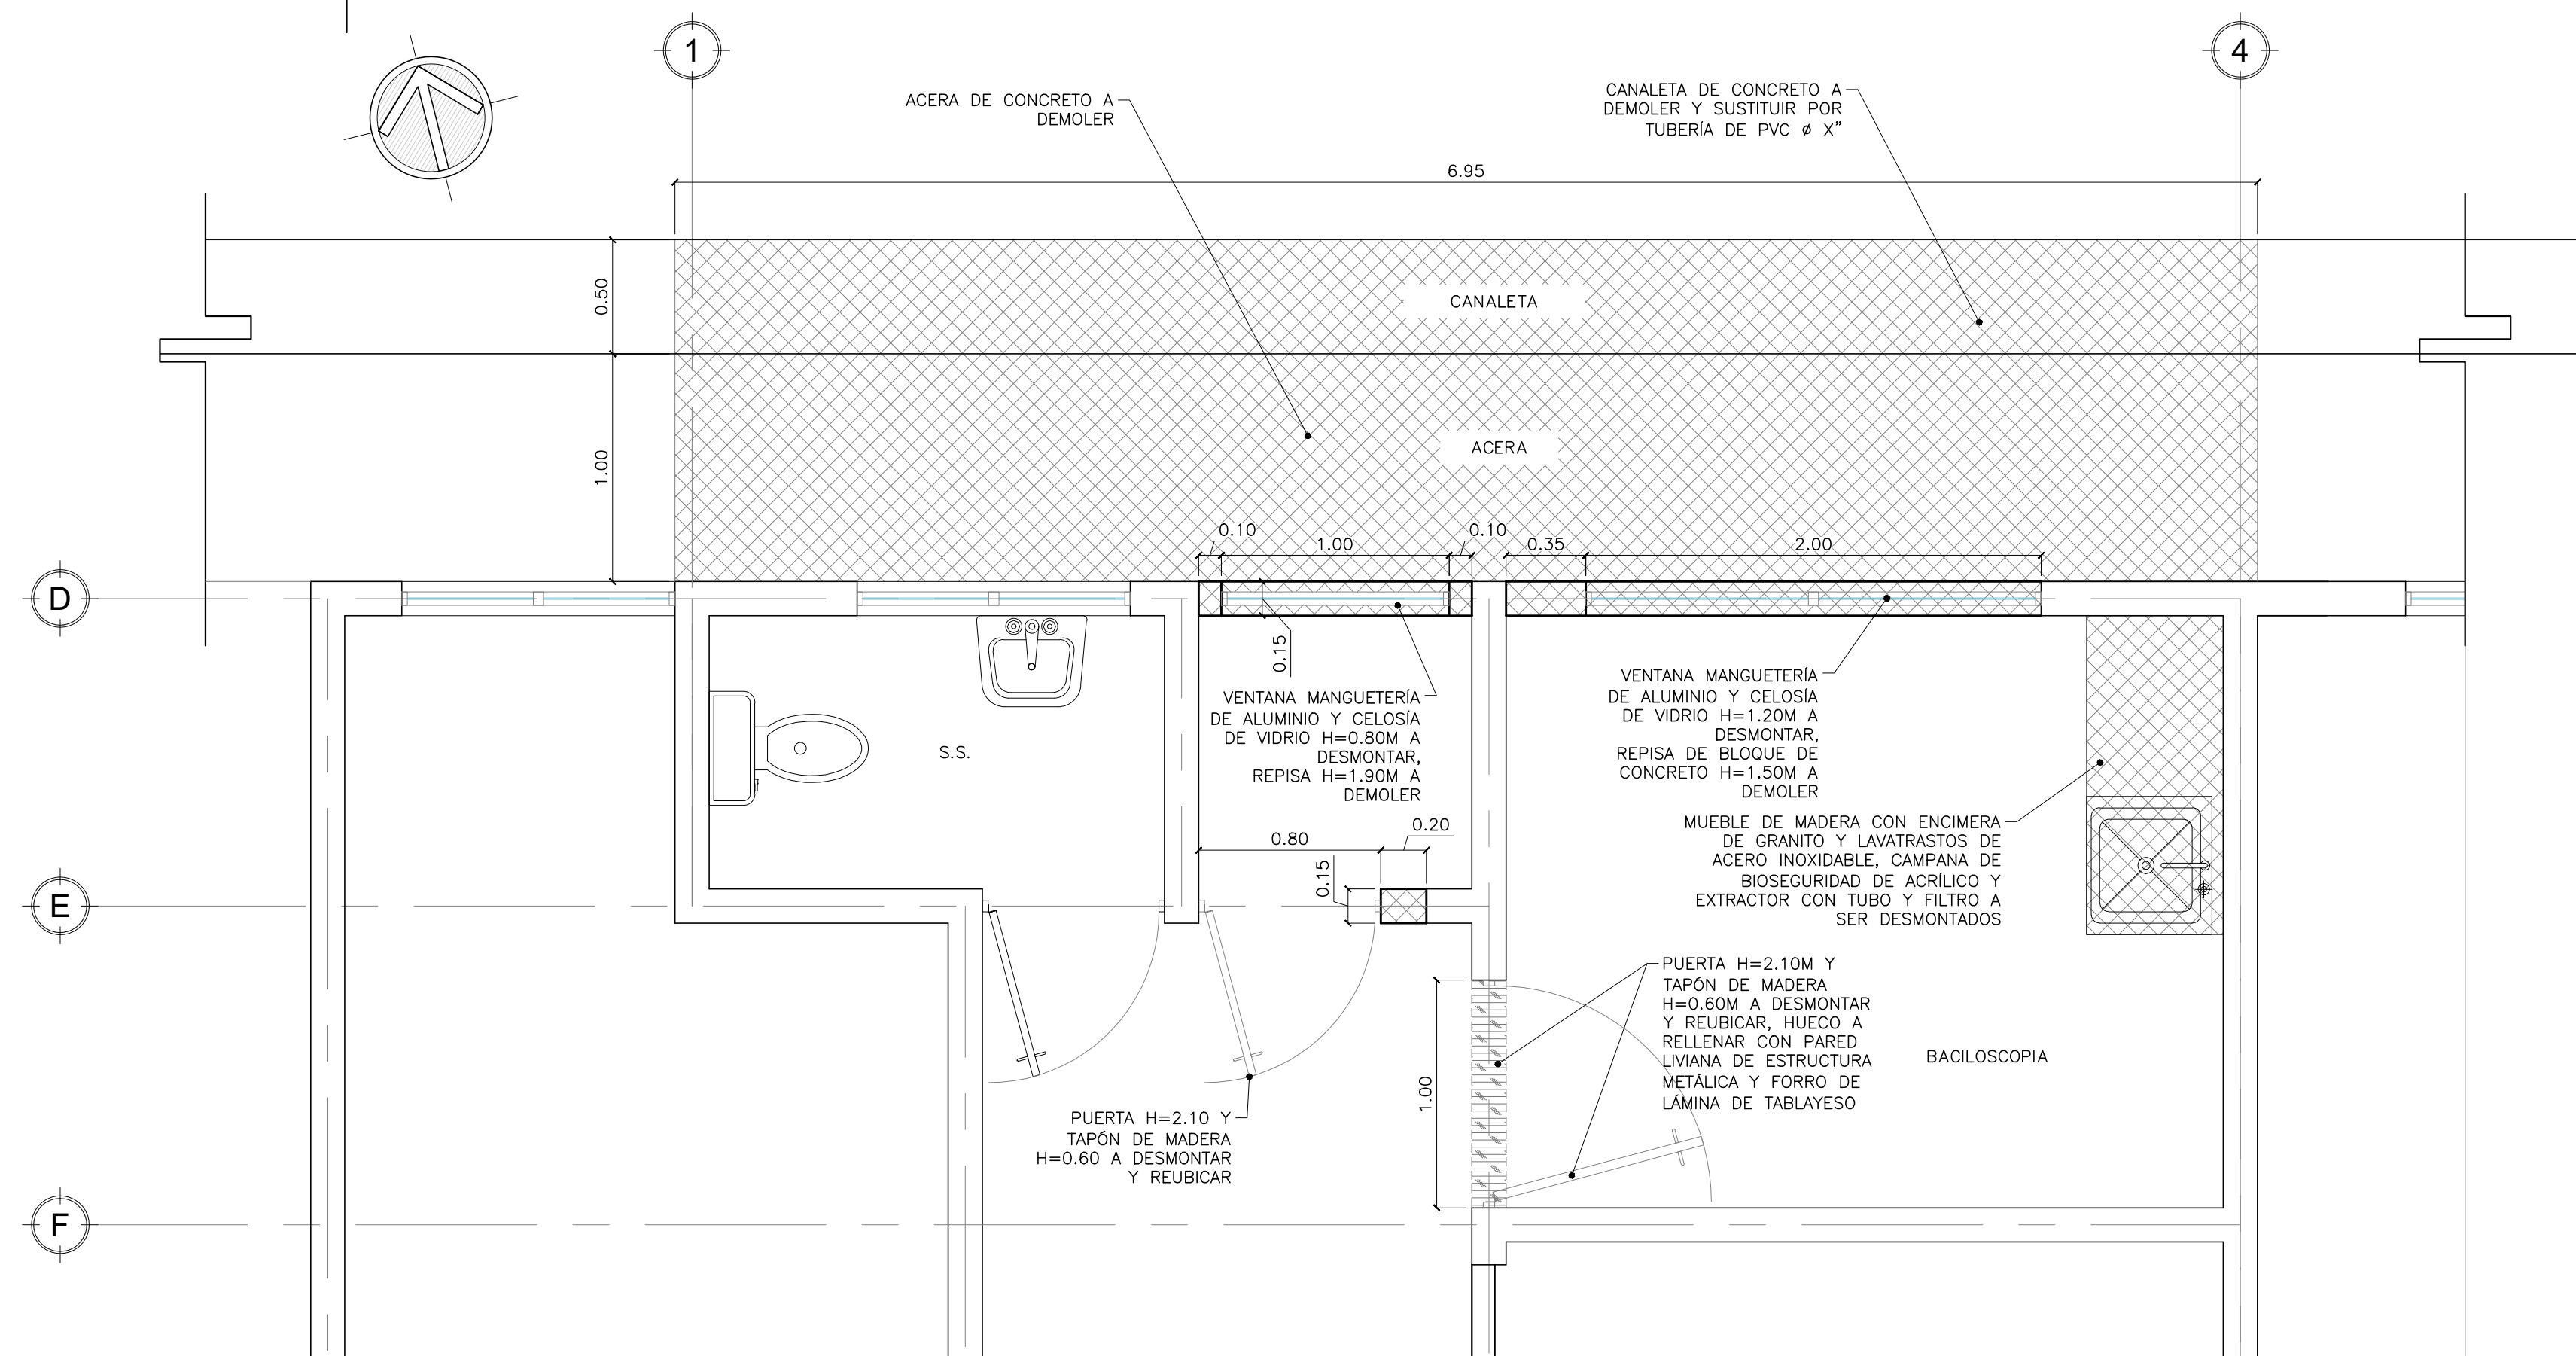 1
4
ACERA DE CONCRETO A
DEMOLER
CANALETA DE CONCRETO A
DEMOLER Y SUSTITUIR POR
TUBERÍA DE PVC ø X”
6.95
0.50
CANALETA
1.00
ACERA
0.10
1.00
0.10
0.35
2.00
D
0.15
VENTANA MANGUETERÍA
DE ALUMINIO Y CELOSÍA
DE VIDRIO H=0.80M A
DESMONTAR,
REPISA H=1.90M A
DEMOLER
VENTANA MANGUETERÍA
DE ALUMINIO Y CELOSÍA
DE VIDRIO H=1.20M A
DESMONTAR,
REPISA DE BLOQUE DE
CONCRETO H=1.50M A
DEMOLER
S.S.
MUEBLE DE MADERA CON ENCIMERA
DE GRANITO Y LAVATRASTOS DE
ACERO INOXIDABLE, CAMPANA DE
BIOSEGURIDAD DE ACRÍLICO Y
EXTRACTOR CON TUBO Y FILTRO A
SER DESMONTADOS
0.80
0.20
0.15
E
PUERTA H=2.10M Y
TAPÓN DE MADERA
H=0.60M A DESMONTAR
Y REUBICAR, HUECO A
RELLENAR CON PARED
LIVIANA DE ESTRUCTURA
METÁLICA Y FORRO DE
LÁMINA DE TABLAYESO
BACILOSCOPIA
1.00
PUERTA H=2.10 Y
TAPÓN DE MADERA
H=0.60 A DESMONTAR
Y REUBICAR
F